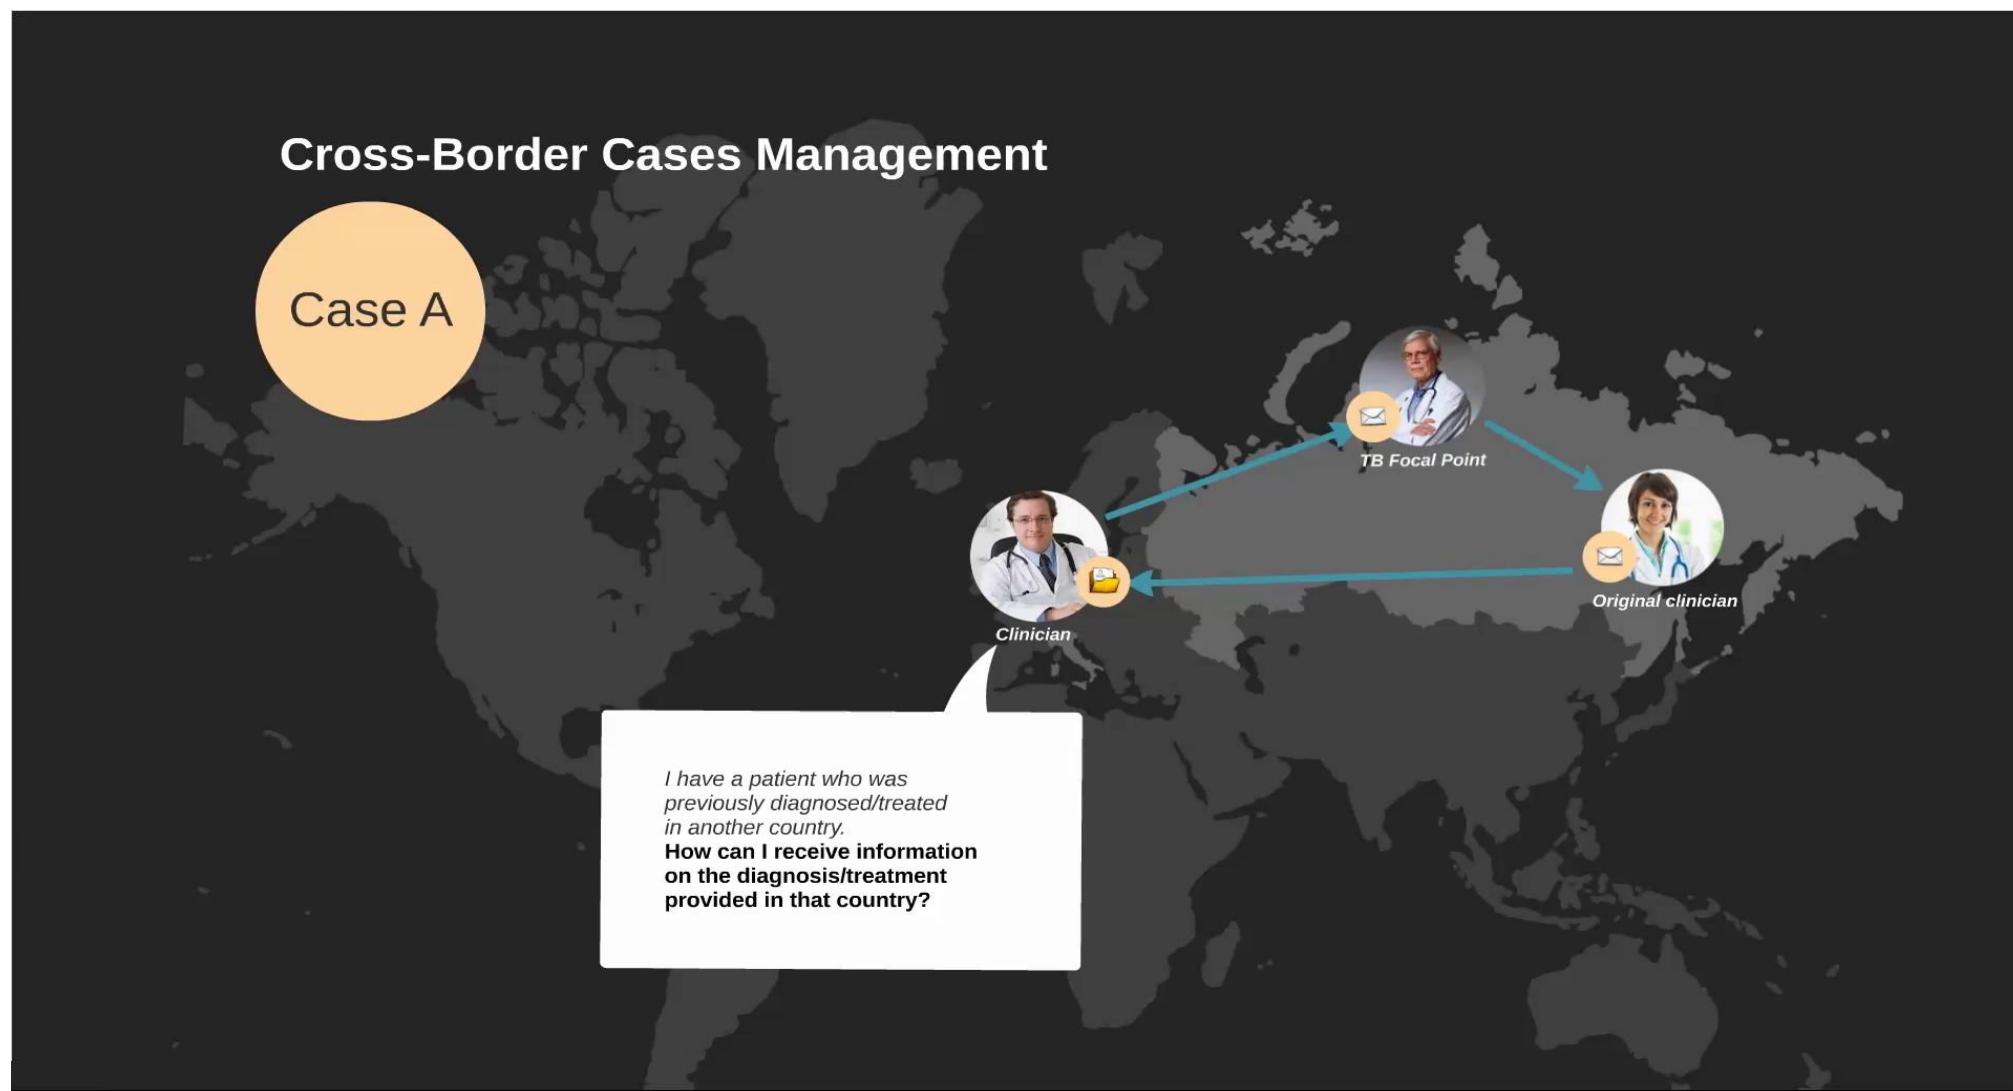 Cross-Border Cases Management
Case A
TB Focal Point
Original clinician
Clinician
I have a patient who was
previously diagnosed/treated
in another country.
How can I receive information
on the diagnosis/treatment
provided in that country?